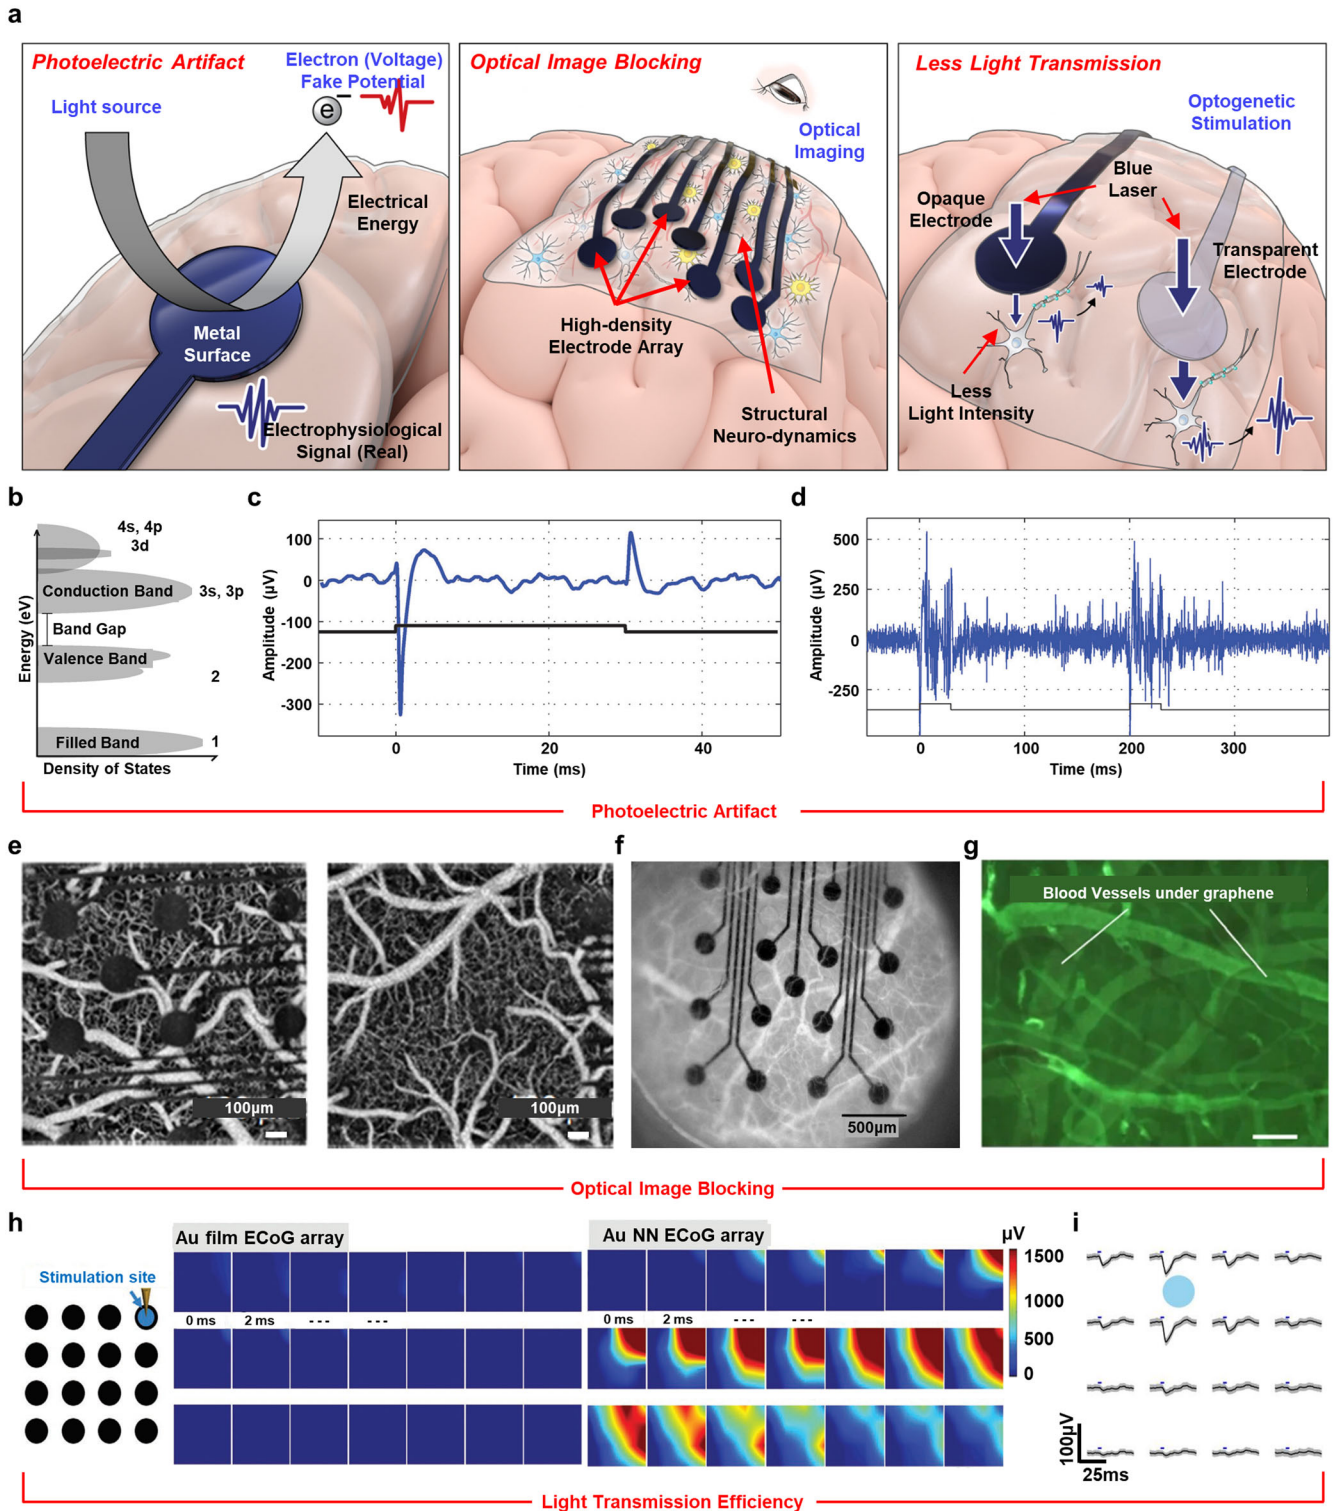 a
Photoelectric Artifact
Electron (Voltage)
Fake Potential
Light source
e
Electrical
Energy
Metal
Surface
Electrophysiological
Signal (Real)
Optical Image Blocking
Optical
Imaging
High-density
Electrode Array
Structural
Neuro-dynamics
Less Light Transmission
Optogenetic
Stimulation
Blue
Laser
Opaque
Electrode
Transparent
Electrode
Less
Light Intensity
b
4s, 4p
3d
Conduction Band
3s, 3p
Band Gap
Valence Band
2
Filled Band
1
Energy (eV)
Density of States
c
100
0
-100
-200
-300
Amplitude (µV)
0
20
40
Time (ms)
d
500
250
0
-250
Amplitude (µV)
0
100
200
300
Time (ms)
Photoelectric Artifact
e
100µm
100µm
f
500µm
g
Blood Vessels under graphene
Optical Image Blocking
h
Stimulation site
Au film ECoG array
0 ms
2 ms
- - -
- - -
Au NN ECoG array
0 ms
2 ms
- - -
- - -
µV
1500
1000
500
0
i
100µV
25ms
Light Transmission Efficiency